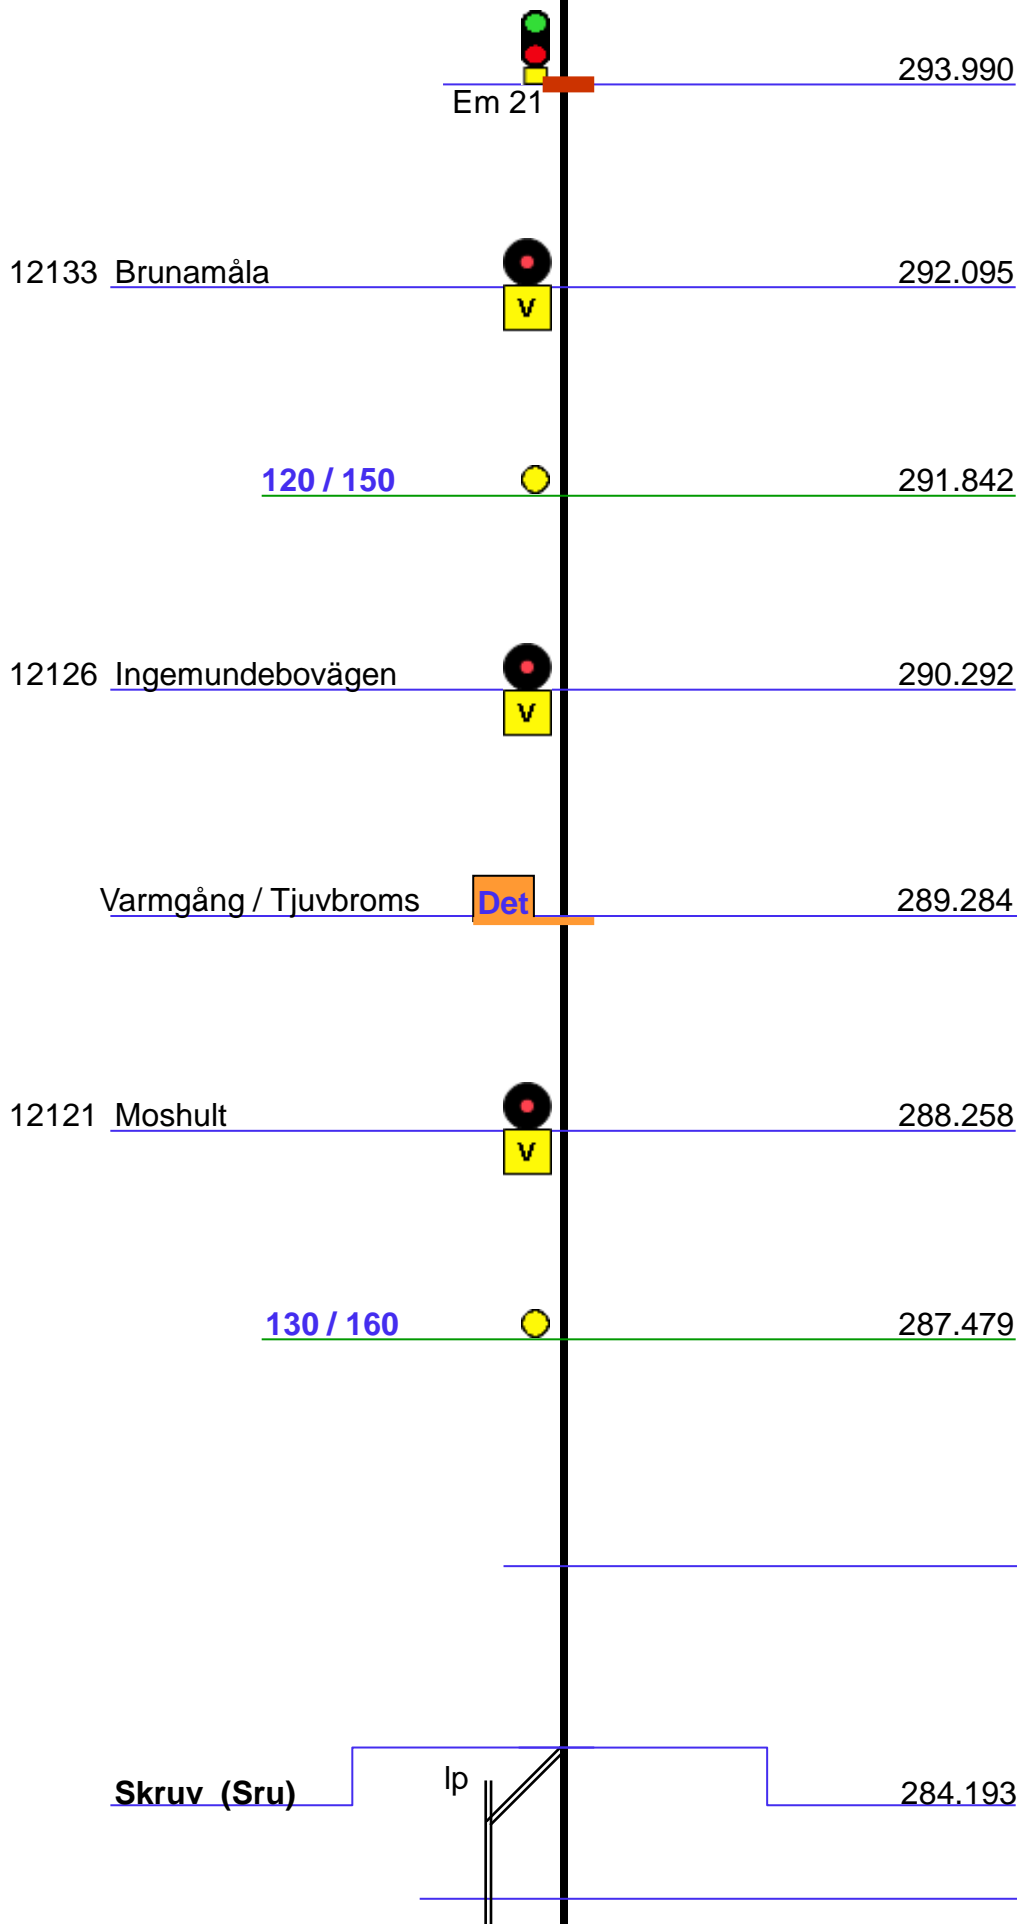 293.990
Em 21
12133 Brunamåla 292.095
V
120 / 150 291.842
12126 Ingemundebovägen 290.292
V
Varmgång / Tjuvbroms Det 289.284
12121 Moshult 288.258
V
130 / 160 287.479
lp
Skruv (Sru) 284.193